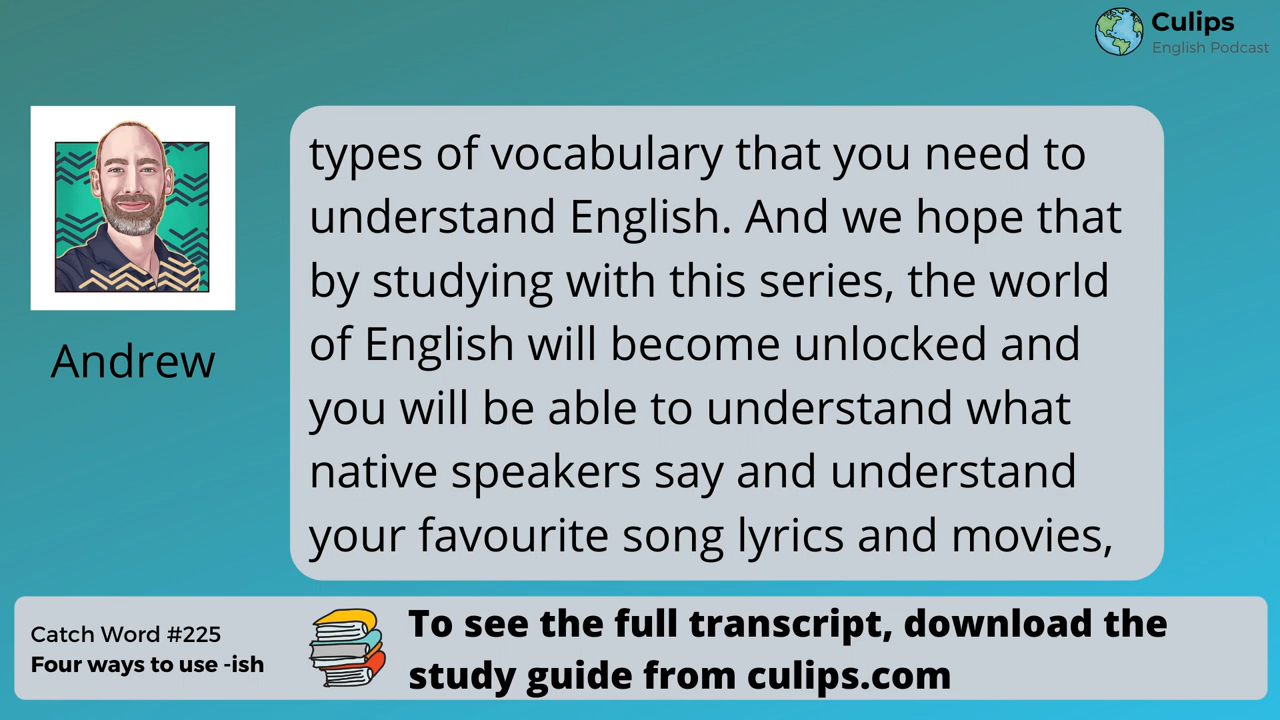 Culips
English Podcast
types of vocabulary that you need to
understand English. And we hope that
by studying with this series, the world
of English will become unlocked and
you will be able to understand what
native speakers say and understand
your favourite song lyrics and movies,
Andrew
Catch Word #225
Four ways to use -ish
To see the full transcript, download the
study guide from culips.com